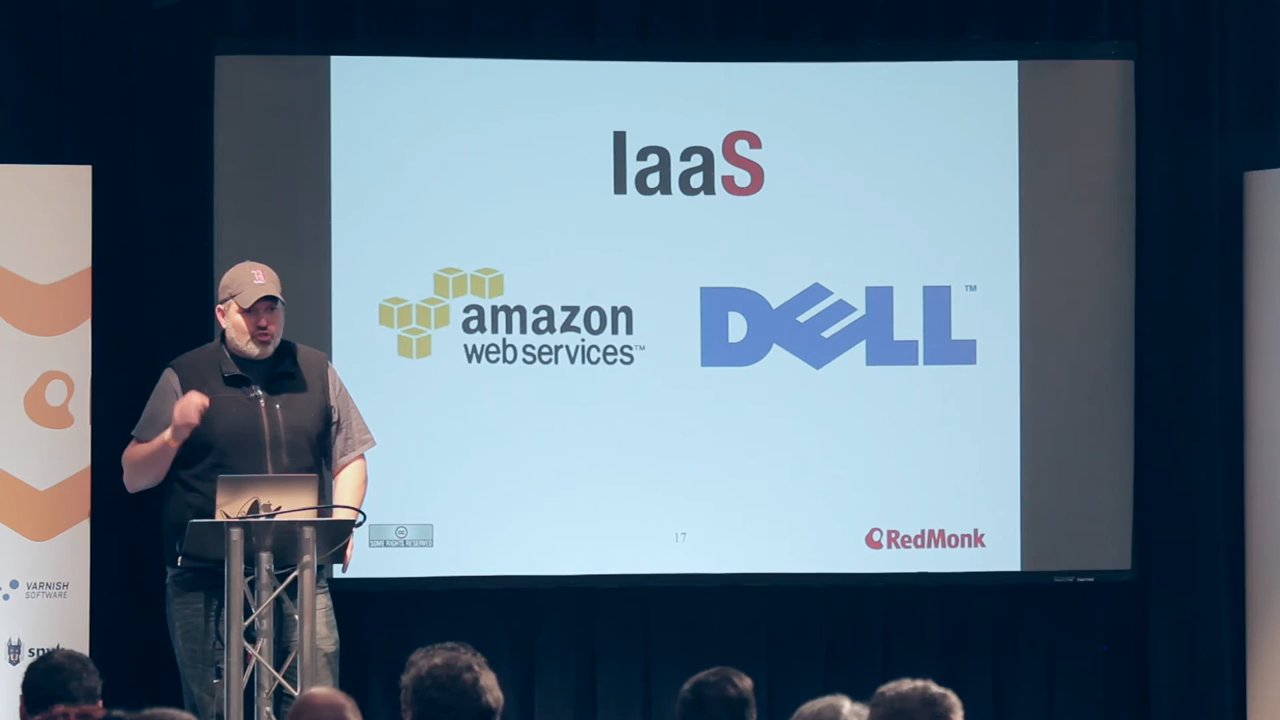 IaaS
amazon
web services™
DELL™
SOME RIGHTS RESERVED
17
RedMonk
VARNISH
SOFTWARE
B